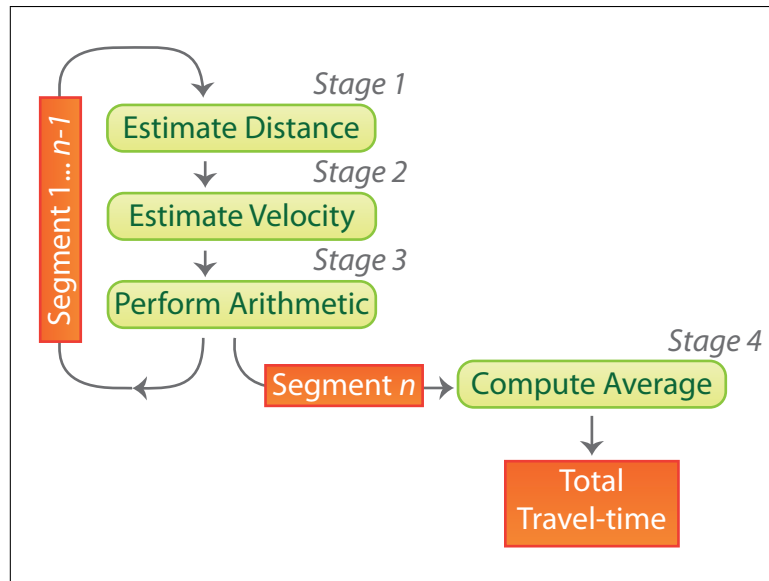 Stage 1
Estimate Distance
Stage 2
Estimate Velocity
Stage 3
Perform Arithmetic
Segment 1... n-1
Segment n
Stage 4
Compute Average
Total
Travel-time